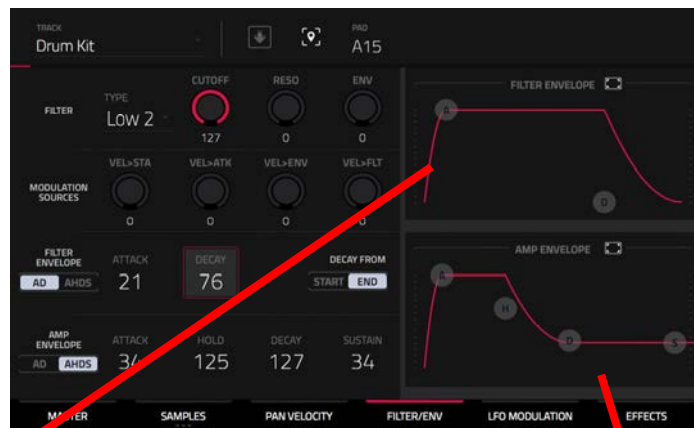 TRACK
Drum Kit
PAD
A15
FILTER
TYPE
Low 2
CUTOFF
127
RESO
0
ENV
0
FILTER ENVELOPE
A
D
MODULATION
SOURCES
VEL>STA
0
VEL>ATK
0
VEL>ENV
0
VEL>FLT
0
FILTER
ENVELOPE
AD AHDS
ATTACK
21
DECAY
76
DECAY FROM
START END
AMP ENVELOPE
A
H
D
S
AMP
ENVELOPE
AD AHDS
ATTACK
34
HOLD
125
DECAY
127
SUSTAIN
34
MASTER SAMPLES PAN VELOCITY FILTER/ENV LFO MODULATION EFFECTS